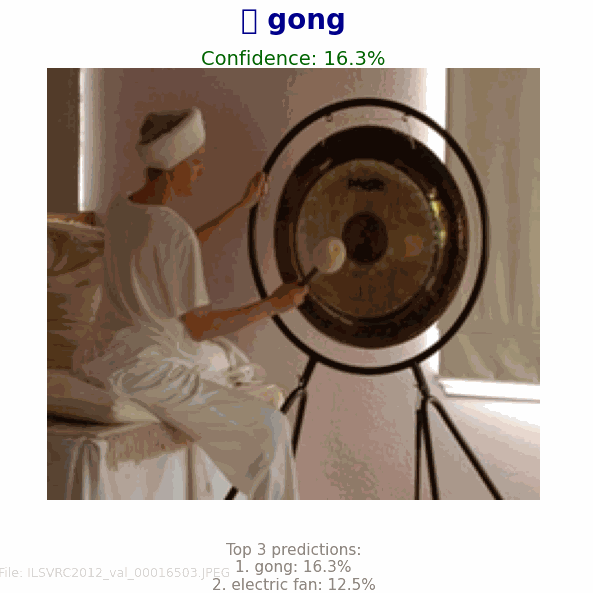 gong
Confidence: 16.3%
Top 3 predictions:
1. gong: 16.3%
File: ILSVRC2012_val_00016503.JPEG
2. electric fan: 12.5%